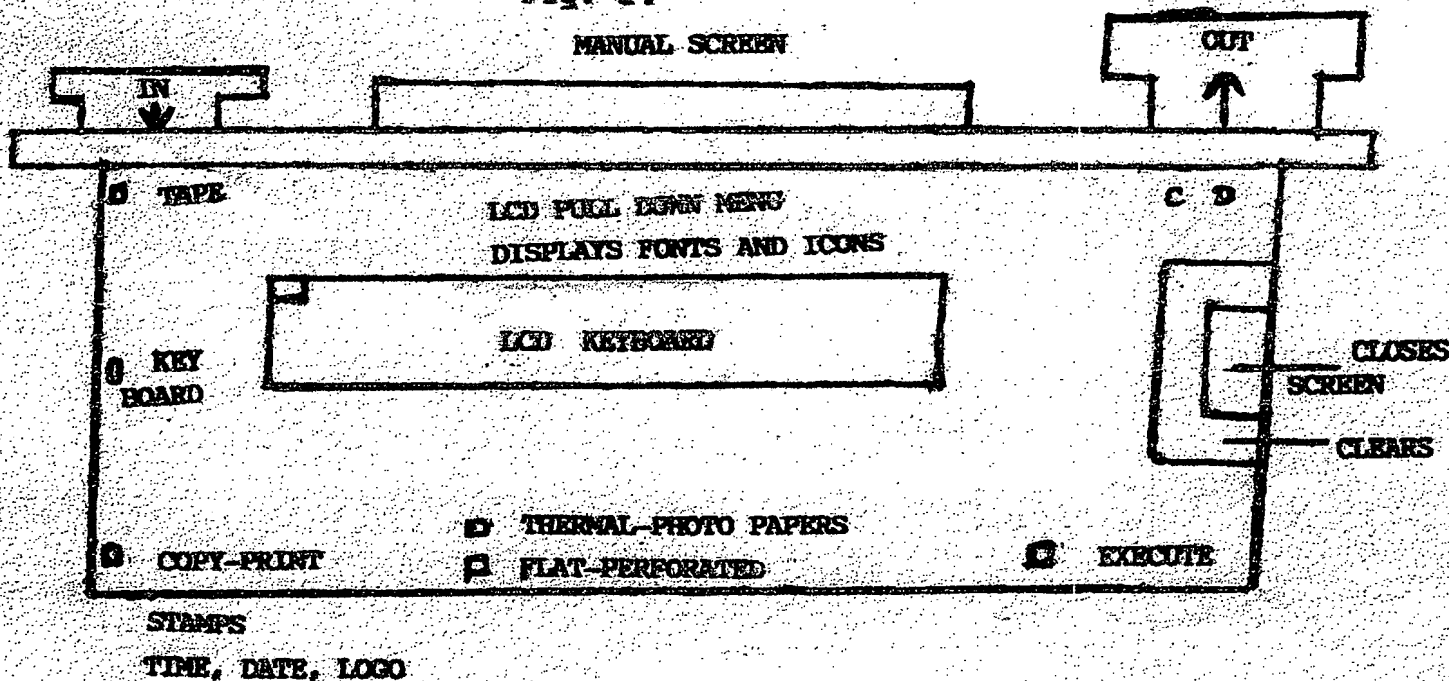 MANUAL SCREEN
OUT
IN
TAPE
C D
LCD PULL DOWN MENU
DISPLAYS FONTS AND ICONS
LCD KEYBOARD
KEY
BOARD
CLOSES
SCREEN
CLEARS
THERMAL-PHOTO PAPERS
COPY-PRINT
FLAT-PERFORATED
EXECUTE
STAMPS
TIME, DATE, LOGO